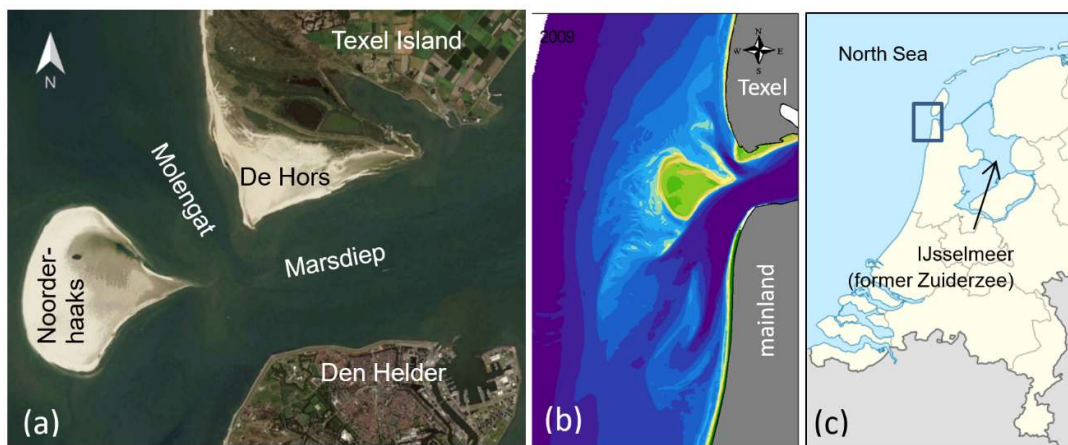 N
Texel Island
De Hors
Molengat
Marsdiep
Noorder-
haaks
Den Helder
(a)
2009
N
W E
S
Texel
mainland
(b)
North Sea
IJsselmeer
(former Zuiderzee)
(c)